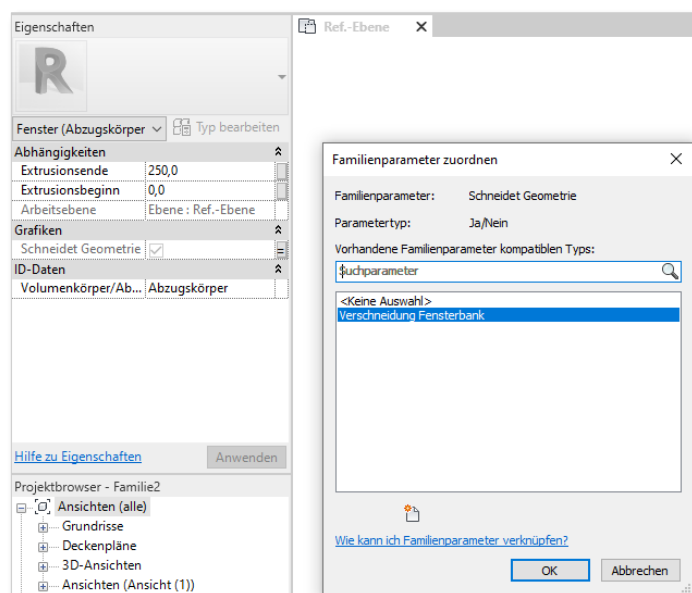 Eigenschaften
R
Fenster (Abzugskörper
Typ bearbeiten
Abhängigkeiten
Extrusionsende 250,0
Extrusionsbeginn 0,0
Arbeitsebene Ebene : Ref.-Ebene
Grafiken
Schneidet Geometrie =
ID-Daten
Volumenkörper/Ab... Abzugskörper
Hilfe zu Eigenschaften
Anwenden
Projektbrowser - Familie2
Ansichten (alle)
Grundrisse
Deckenpläne
3D-Ansichten
Ansichten (Ansicht (1))
Ref.-Ebene
Familienparameter zuordnen
Familienparameter: Schneidet Geometrie
Parametertyp: Ja/Nein
Vorhandene Familienparameter kompatiblen Typs:
Suchparameter
<Keine Auswahl>
Verschneidung Fensterbank
Wie kann ich Familienparameter verknüpfen?
OK
Abbrechen